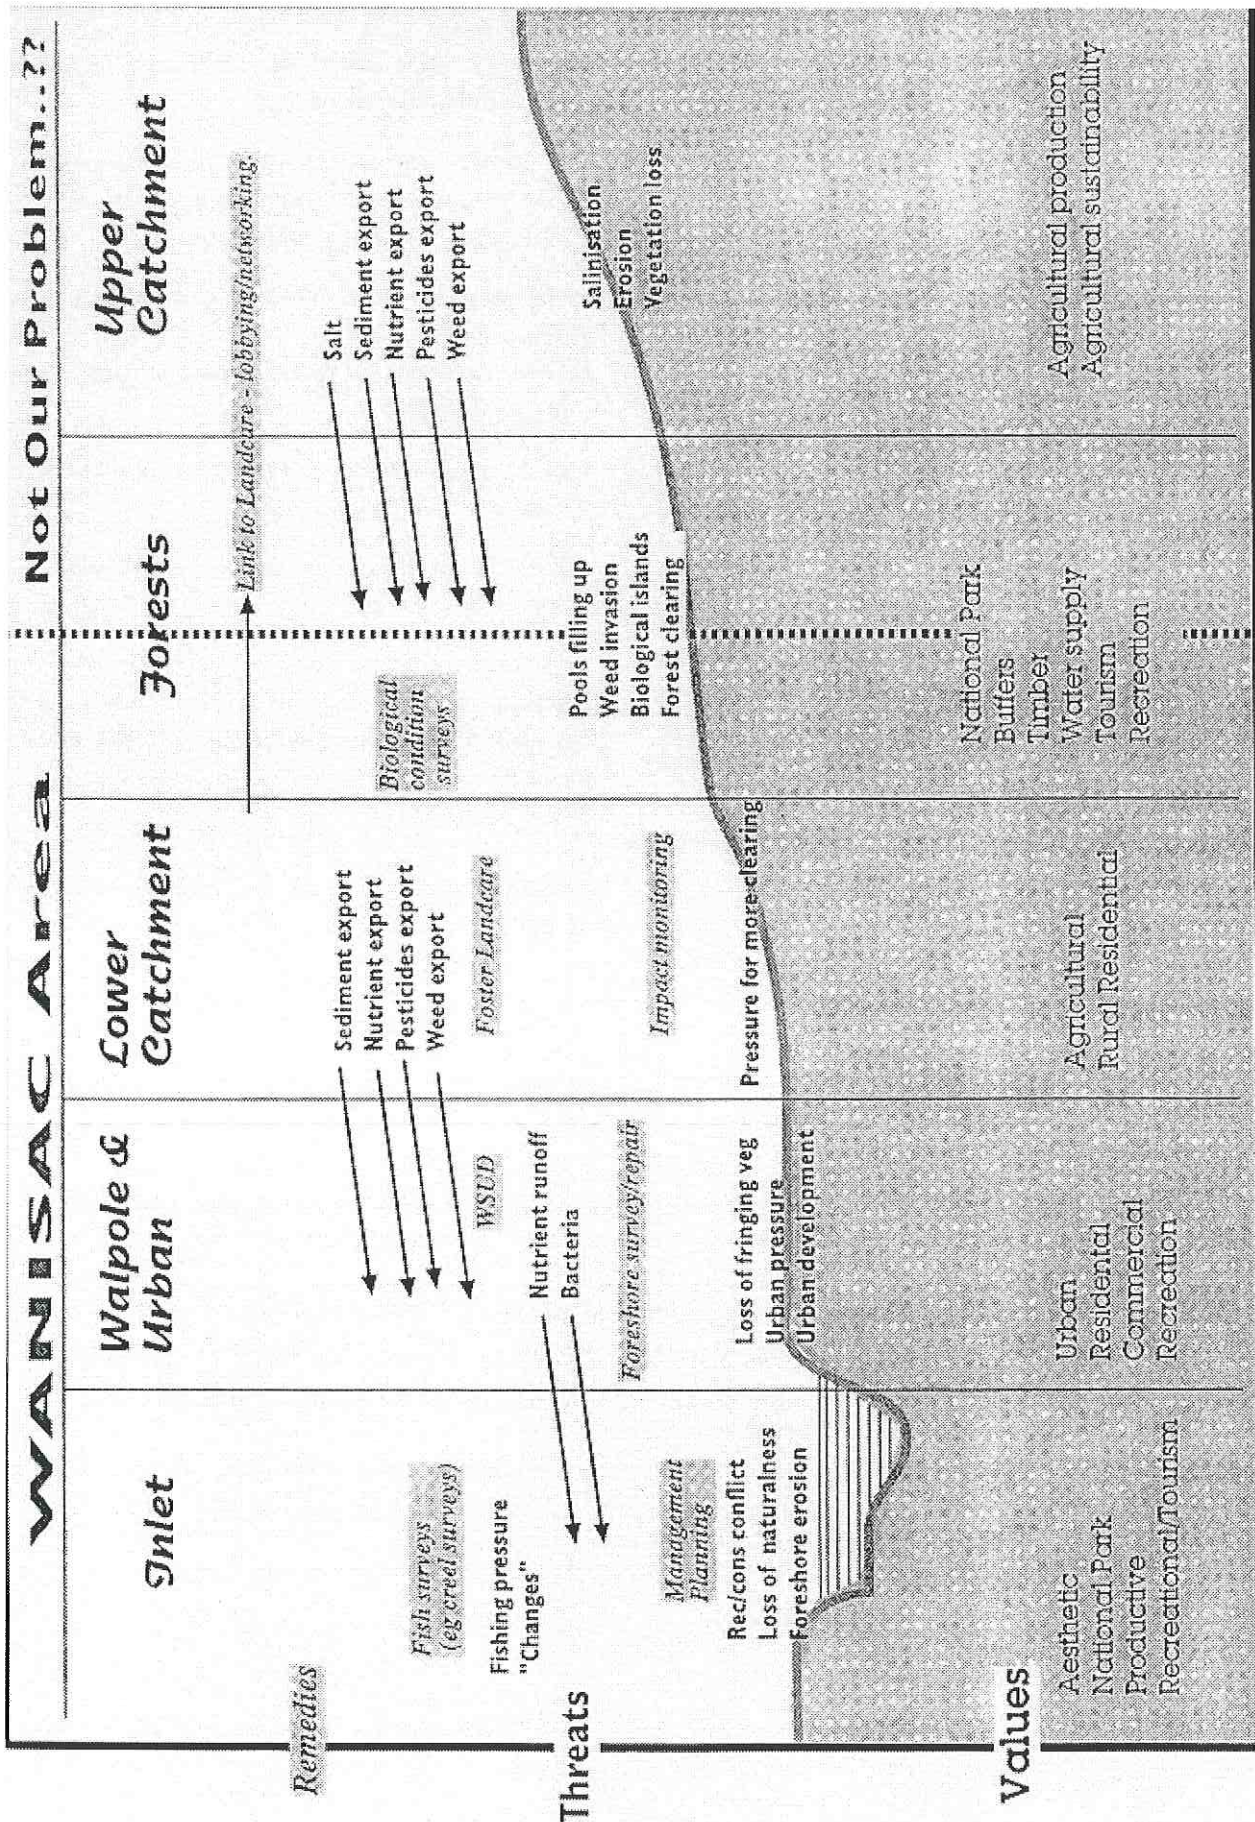 WANISAC Area
Not Our Problem..??
Inlet
Walpole &
Urban
Lower
Catchment
Forests
Upper
Catchment
Remedies
Link to Landcare - lobbying/networking.
Fish surveys
(eg creel surveys)
Fishing pressure
"Changes"
Sediment export
Nutrient export
Pesticides export
Weed export
WSUD
Foster Landcare
Biological
condition
surveys
Salt
Sediment export
Nutrient export
Pesticides export
Weed export
Threats
Nutrient runoff
Bacteria
Management
Planning
Foreshore survey/repair
Impact monitoring
Rec/cons conflict
Loss of naturalness
Foreshore erosion
Loss of fringing veg
Urban pressure
Urban development
Pressure for more clearing
Pools filling up
Weed invasion
Biological islands
Forest clearing
Salinisation
Erosion
Vegetation loss
Values
Aesthetic
National Park
Productive
Recreational/Tourism
Urban
Residental
Commercial
Recreation
Agricultural
Rural Residential
National Park
Buffers
Timber
Water supply
Tourism
Recreation
Agricultural production
Agricultural sustainability